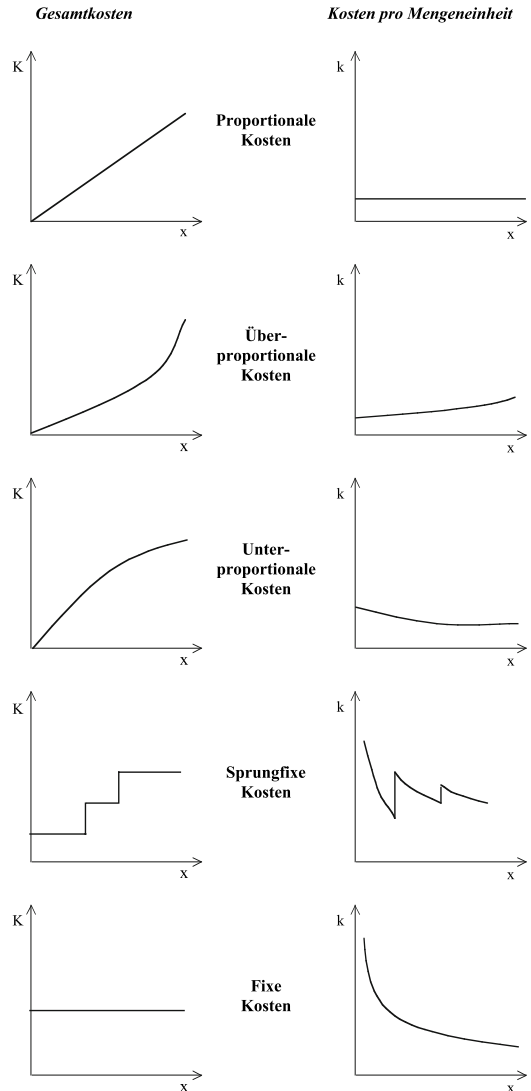 Gesamtkosten
Kosten pro Mengeneinheit
K
k
Proportionale
Kosten
x
x
K
k
Über-
proportionale
Kosten
x
x
K
k
Unter-
proportionale
Kosten
x
x
K
k
Sprungfixe
Kosten
x
x
K
k
Fixe
Kosten
x
x